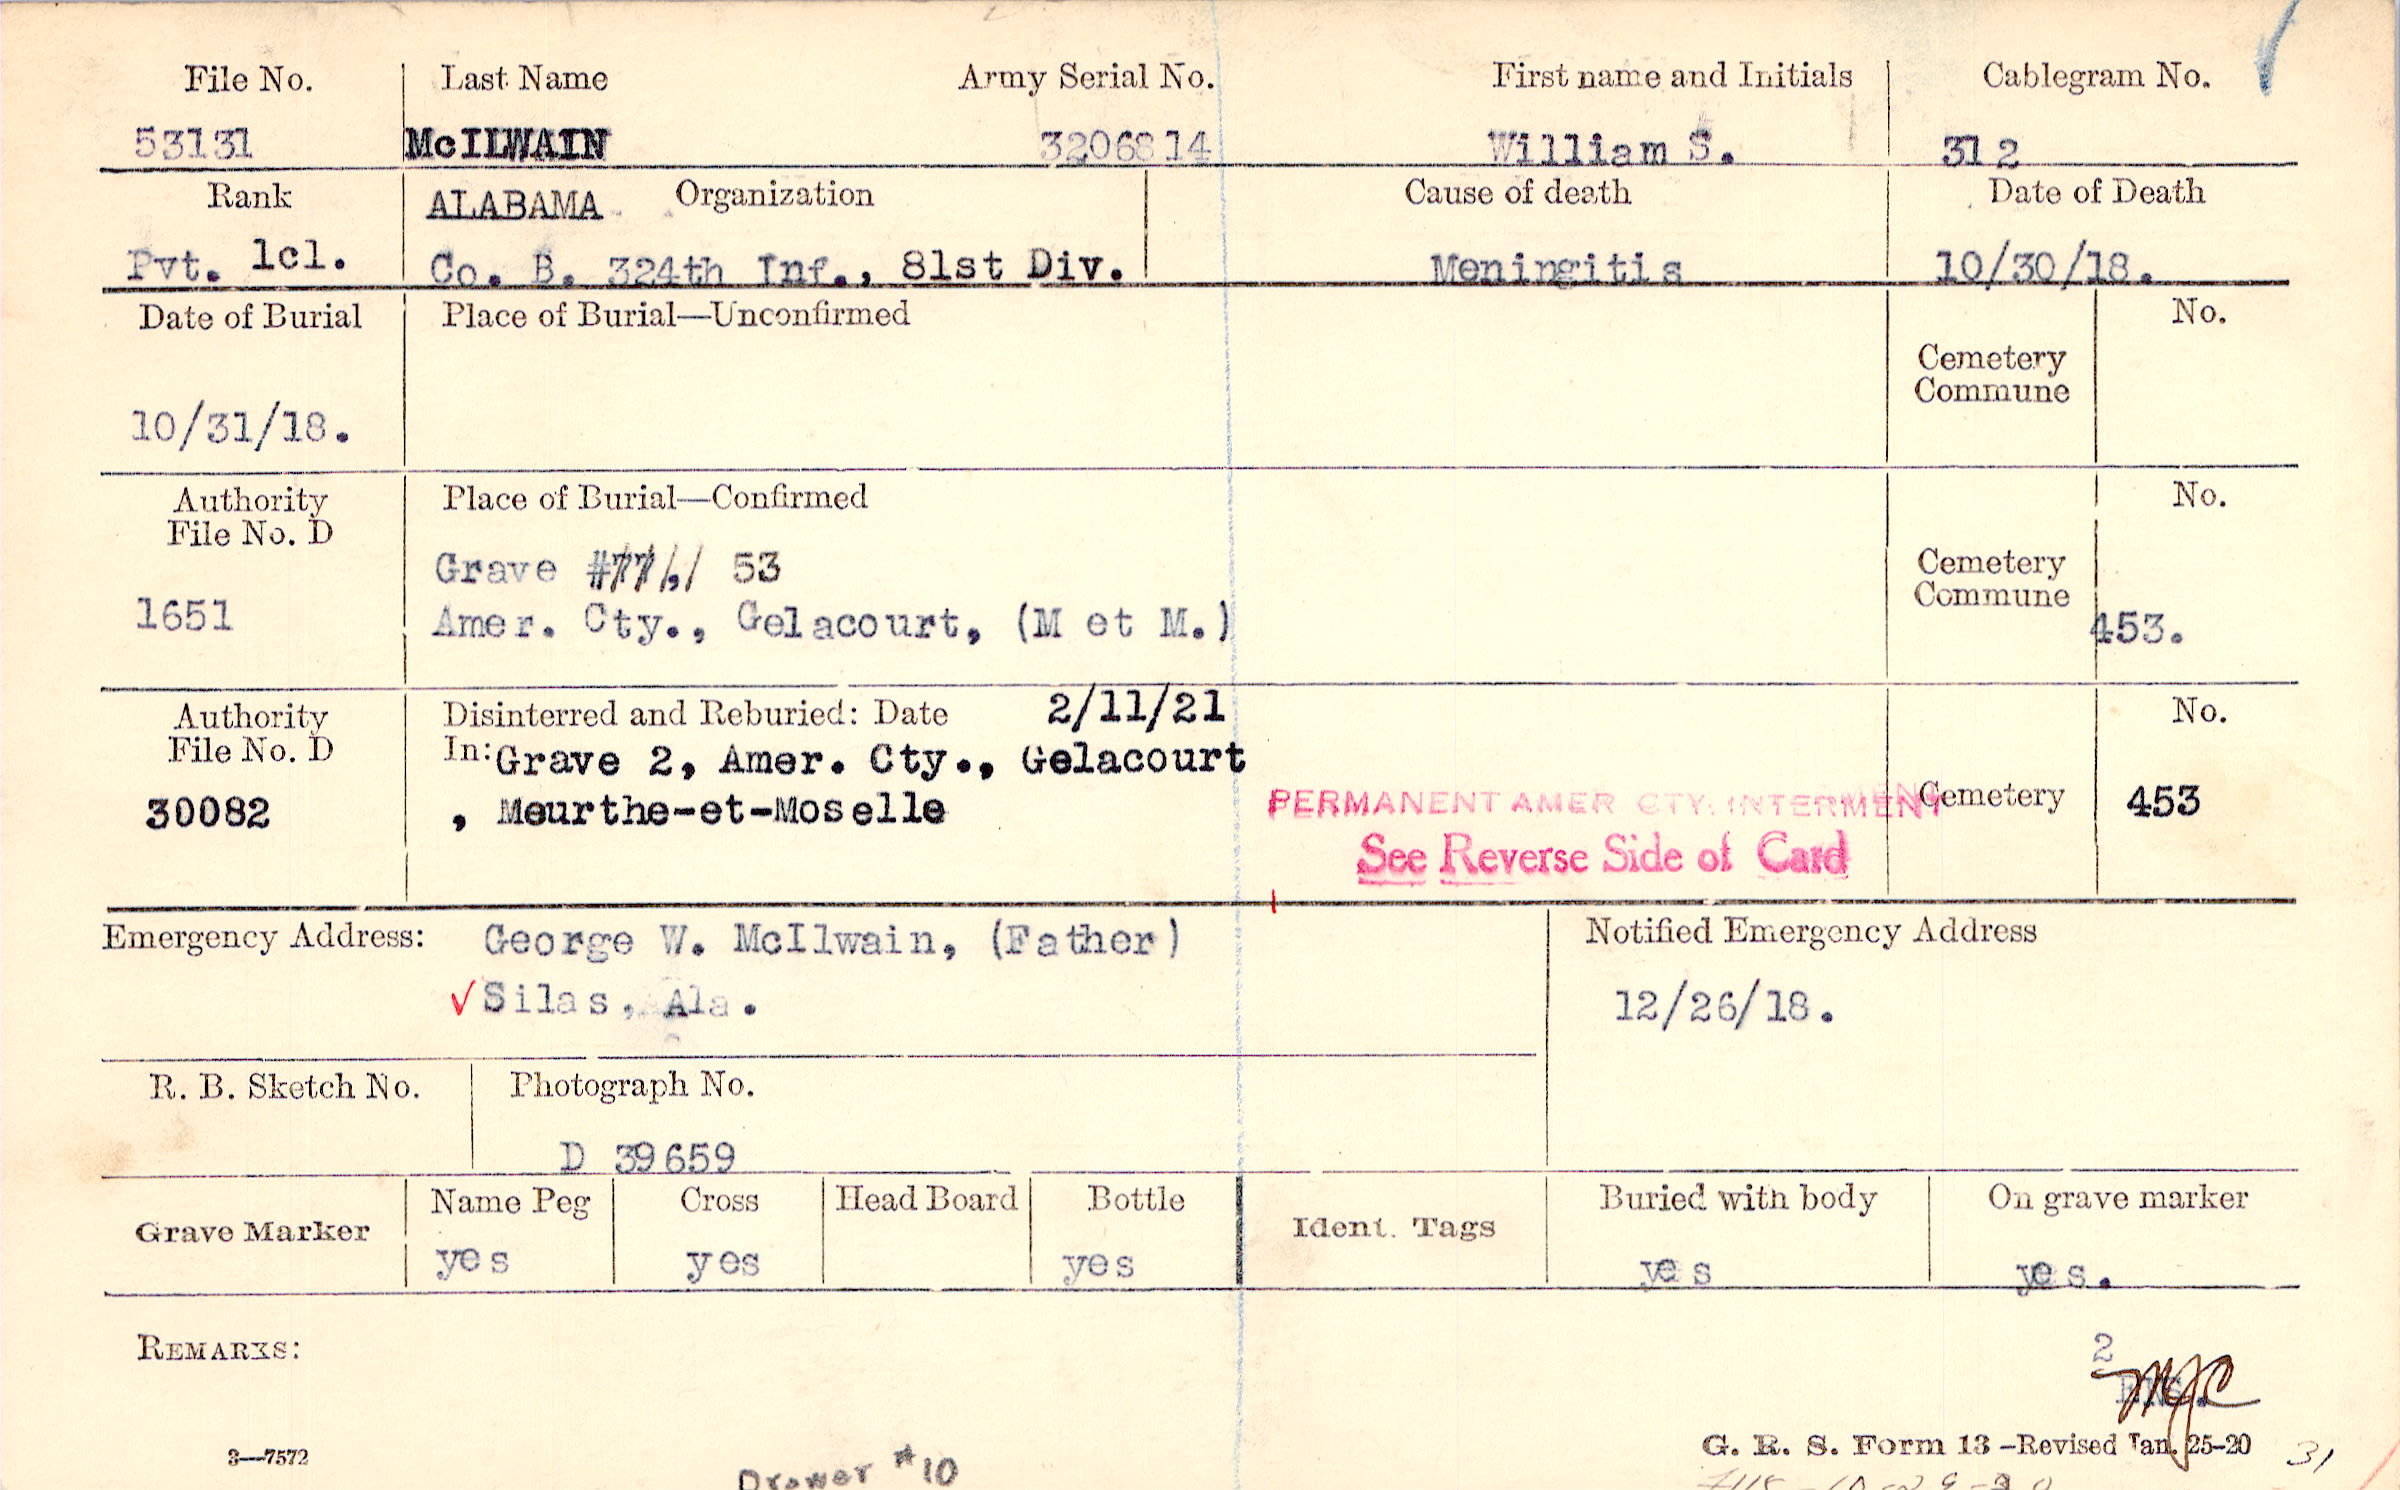 File No. Last Name Army Serial No. First name and Initials Cablegram No.
53131 McILWAIN 3206814 William S. 312
Rank ALABAMA Organization Cause of death Date of Death
Pvt. 1cl. Co. B. 324th Inf., 81st Div. Meningitis 10/30/18.
Date of Burial Place of Burial—Unconfirmed No.
Cemetery
Commune
10/31/18.
Authority Place of Burial—Confirmed No.
File No. D
Grave #77, 53 Cemetery
Commune
1651 Amer. Cty., Gelacourt, (M et M.) 453.
Authority Disinterred and Reburied: Date 2/11/21 No.
File No. D In: Grave 2, Amer. Cty., Gelacourt
30082 , Meurthe-et-Moselle PERMANENT AMER CTY. INTERMENT Cemetery 453
See Reverse Side of Card
Emergency Address: George W. McIlwain, (Father) Notified Emergency Address
✓ Silas, Ala. 12/26/18.
R. B. Sketch No. Photograph No.
D 39659
Grave Marker Name Peg Cross Head Board Bottle Ident. Tags Buried with body On grave marker
yes yes yes yes yes.
REMARKS:
2
MJC
3—7572 G. R. S. Form 13 –Revised Jan. 25–20 31
Drawer #10